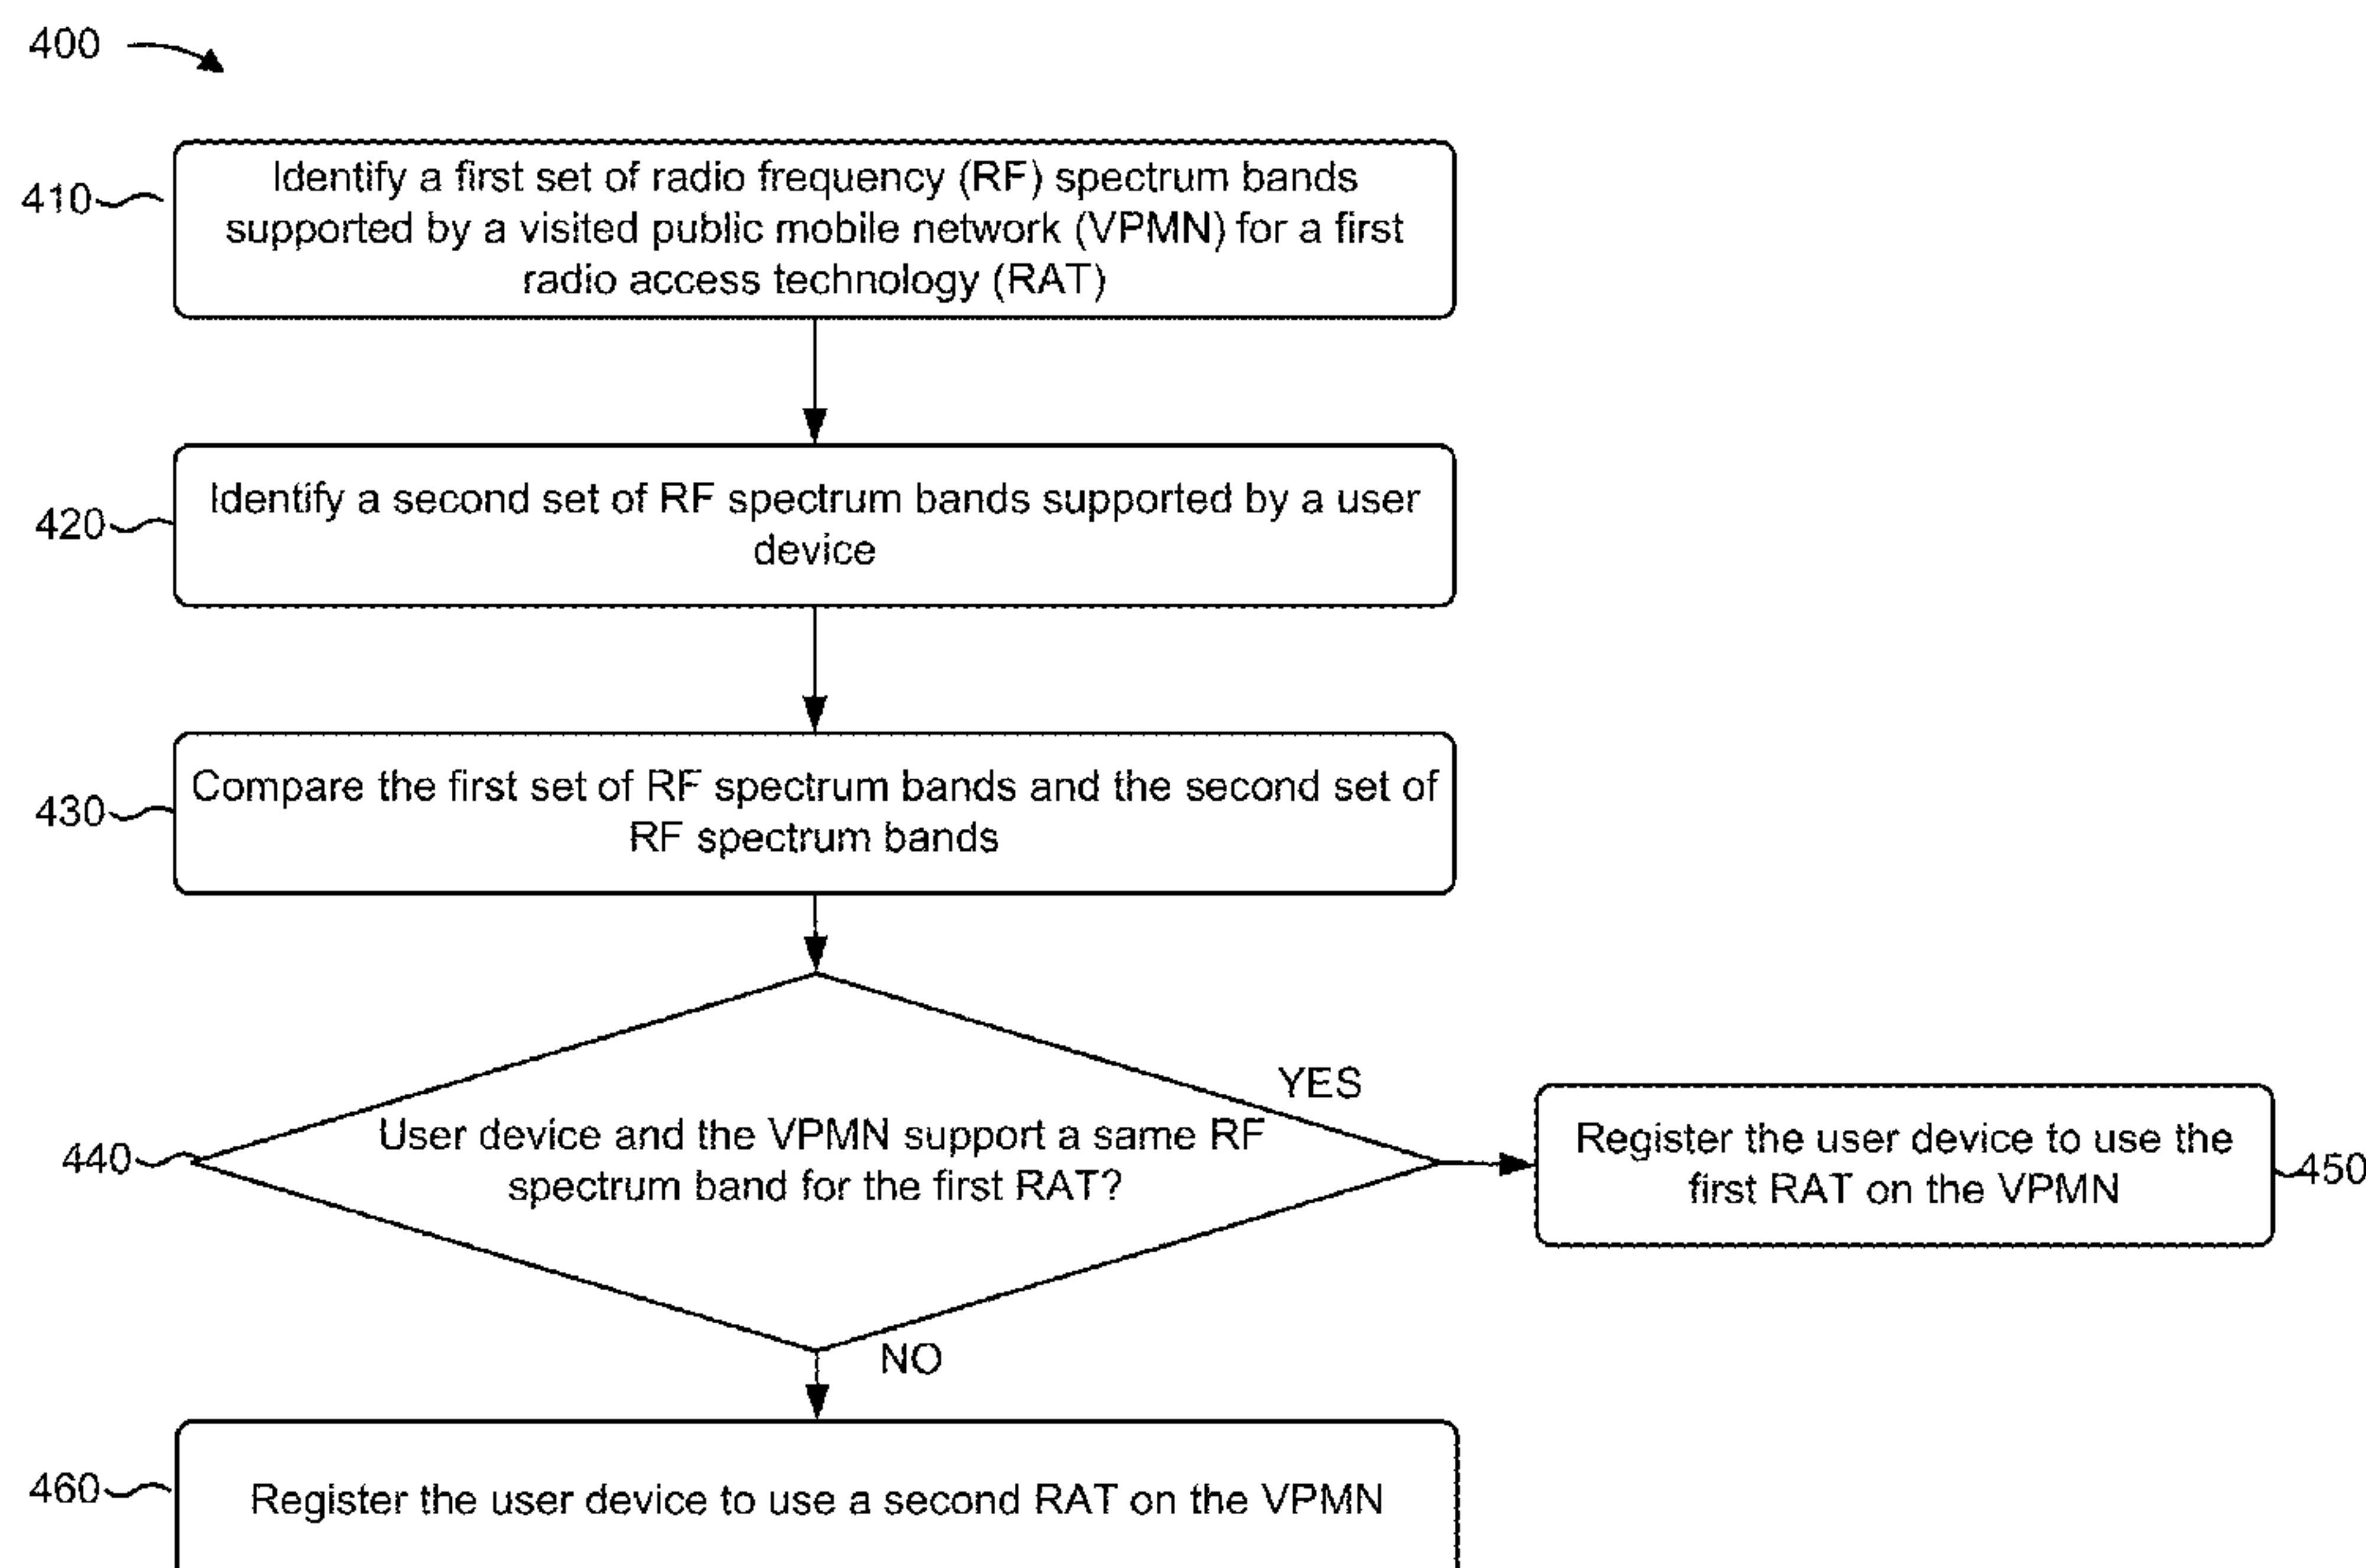 400
410
Identify a first set of radio frequency (RF) spectrum bands
supported by a visited public mobile network (VPMN) for a first
radio access technology (RAT)
420
Identify a second set of RF spectrum bands supported by a user
device
430
Compare the first set of RF spectrum bands and the second set of
RF spectrum bands
440
User device and the VPMN support a same RF
spectrum band for the first RAT?
YES
Register the user device to use the
first RAT on the VPMN
450
NO
460
Register the user device to use a second RAT on the VPMN